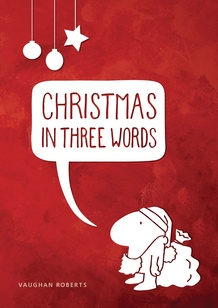 CHRISTMAS
IN THREE WORDS
VAUGHAN ROBERTS